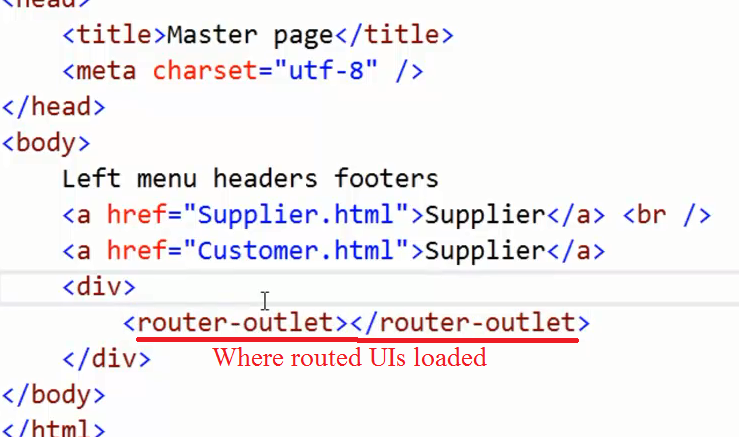 <head>
<title>Master page</title>
<meta charset="utf-8" />
</head>
<body>
Left menu headers footers
<a href="Supplier.html">Supplier</a> <br />
<a href="Customer.html">Supplier</a>
<div>
<router-outlet></router-outlet>
Where routed UIs loaded
</div>
</body>
</html>